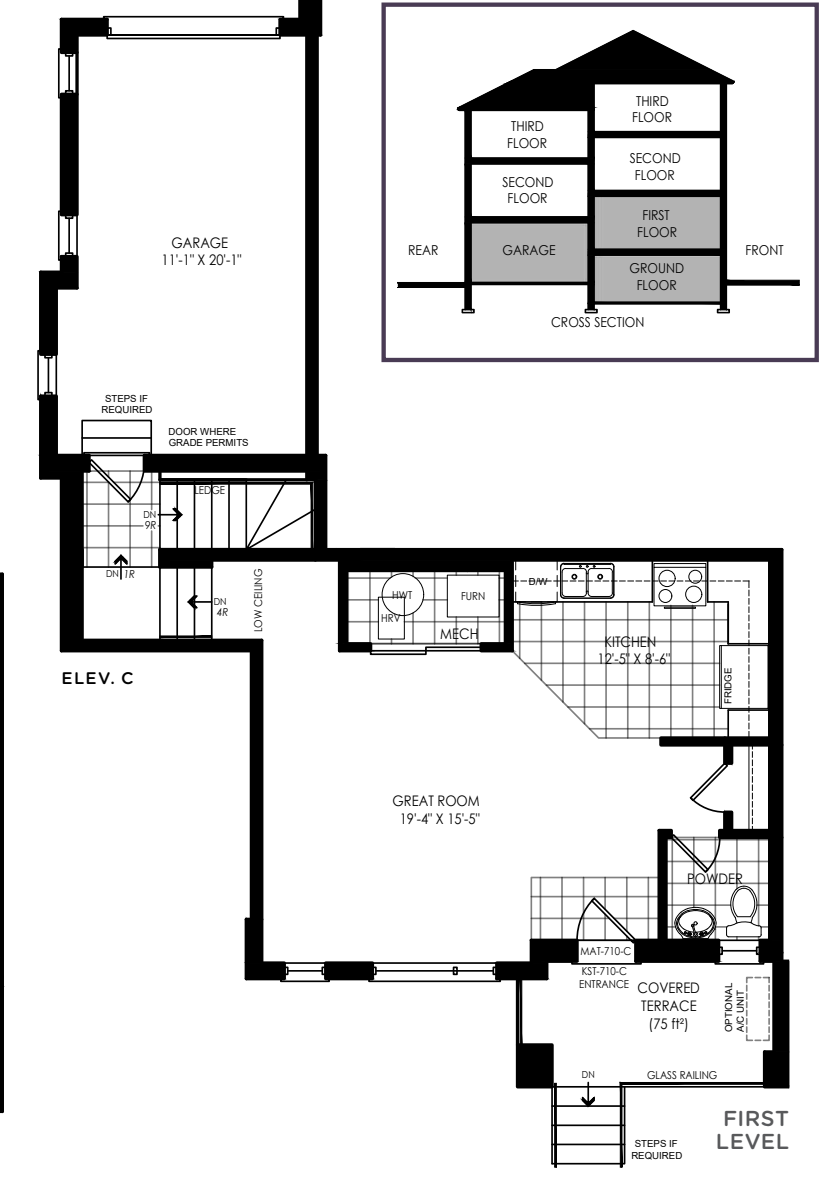 THIRD
FLOOR
THIRD
FLOOR
SECOND
FLOOR
SECOND
FLOOR
FIRST
FLOOR
REAR
GARAGE
FRONT
GROUND
FLOOR
CROSS SECTION
GARAGE
11'-1" X 20'-1"
STEPS IF
REQUIRED
DOOR WHERE
GRADE PERMITS
LEDGE
DN
9R
DN 1R
DN
4R
LOW CEILING
HWT
HRV
FURN
MECH
D/W
KITCHEN
12'-5" X 8'-6"
FRIDGE
ELEV. C
GREAT ROOM
19'-4" X 15'-5"
POWDER
MAT-710-C
KST-710-C
ENTRANCE
COVERED
TERRACE
(75 ft²)
OPTIONAL
A/C UNIT
DN
GLASS RAILING
STEPS IF
REQUIRED
FIRST
LEVEL